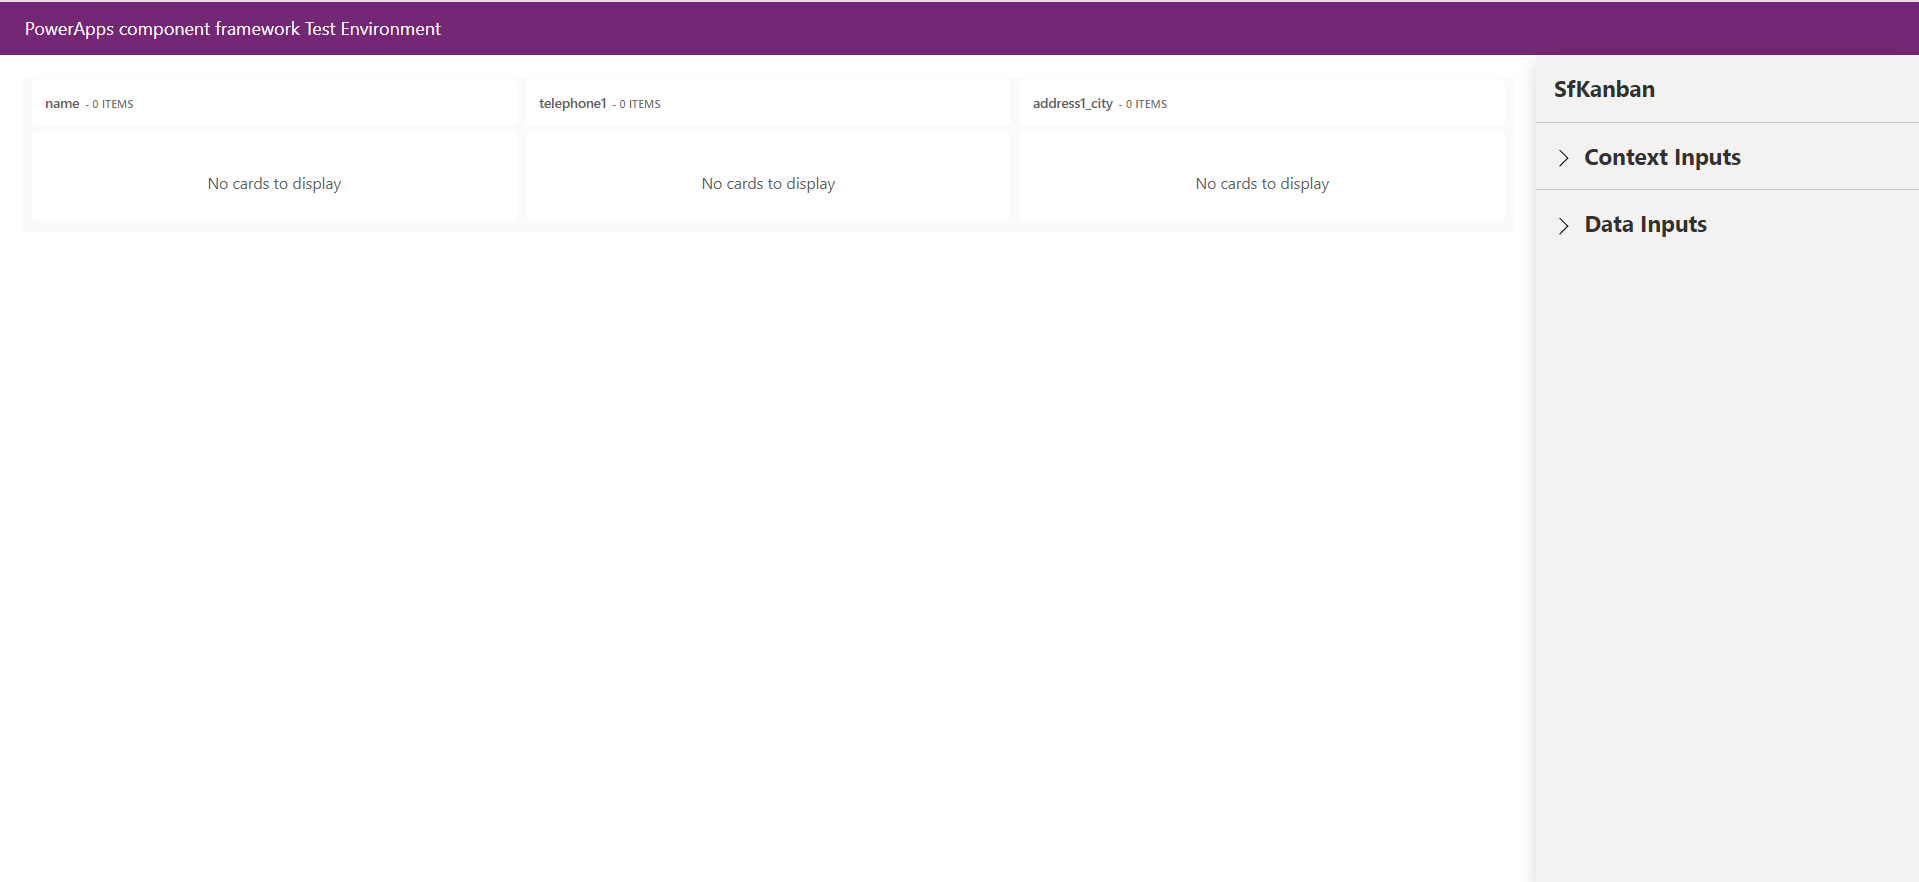 PowerApps component framework Test Environment
name - 0 ITEMS
telephone1 - 0 ITEMS
address1_city - 0 ITEMS
No cards to display
No cards to display
No cards to display
SfKanban
Context Inputs
Data Inputs